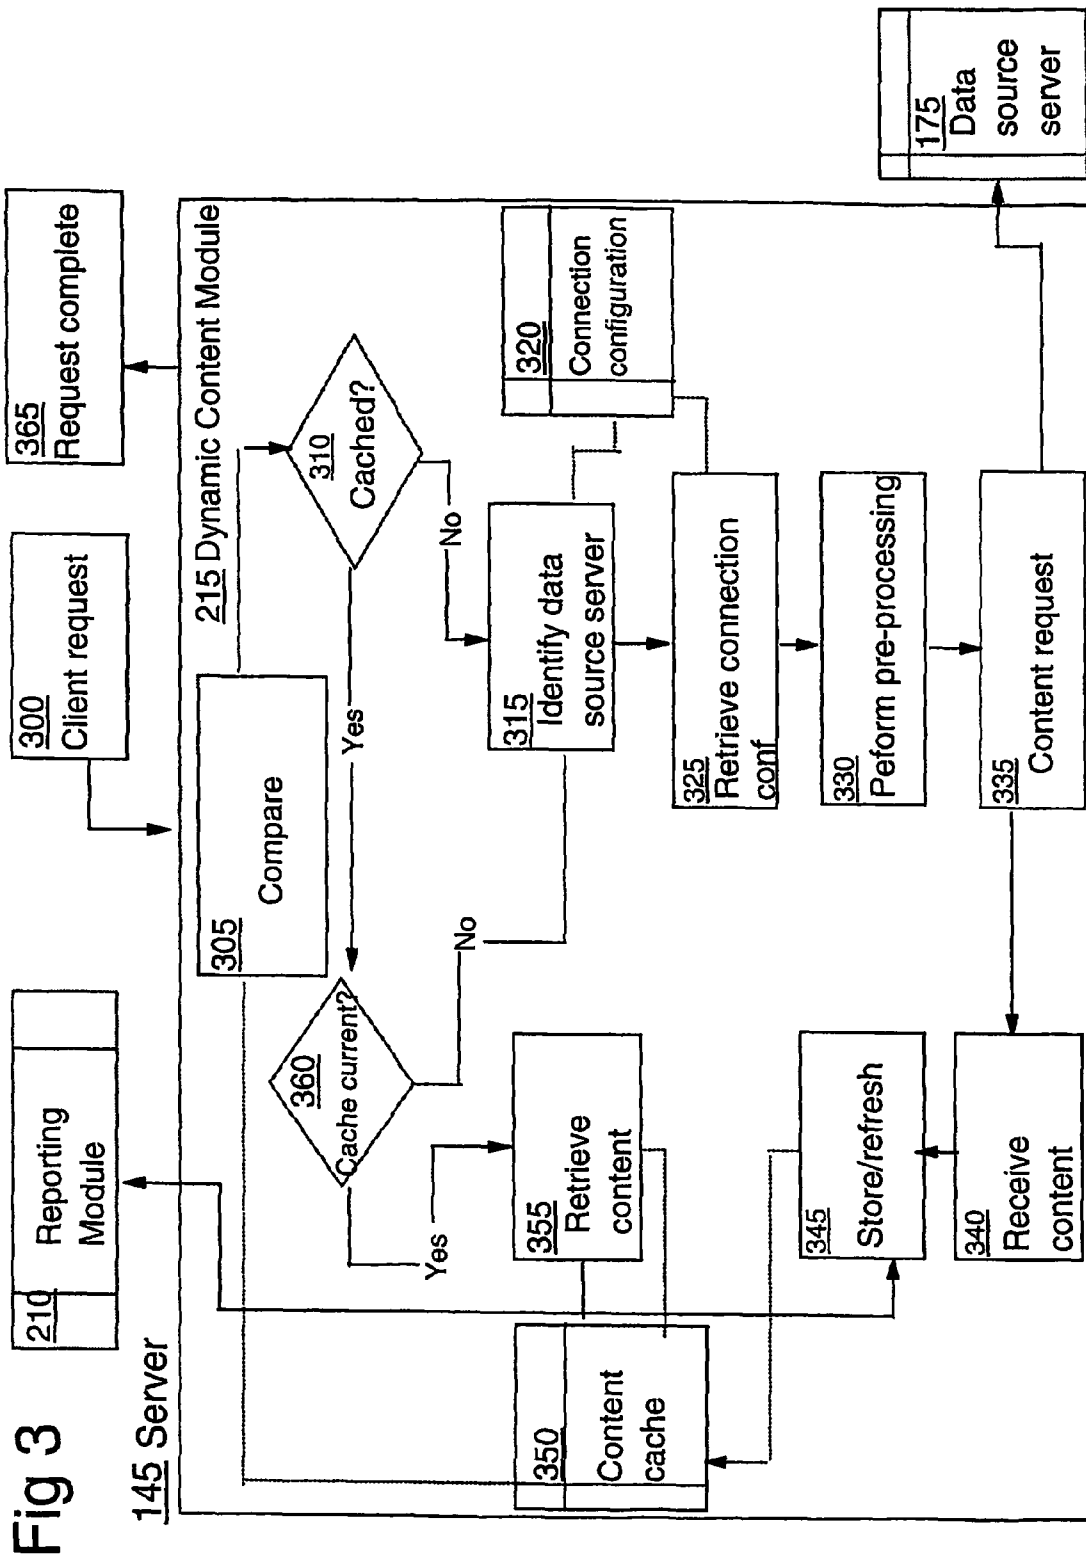 Fig 3
210
Reporting
Module
300
Client request
365
Request complete
145 Server
215 Dynamic Content Module
305
Compare
310
Cached?
Yes
No
360
Cache current?
Yes
No
315
Identify data
source server
320
Connection
configuration
325
Retrieve connection
conf
330
Peform pre-processing
335
Content request
175
Data
source
server
340
Receive
content
345
Store/refresh
355
Retrieve
content
350
Content
cache